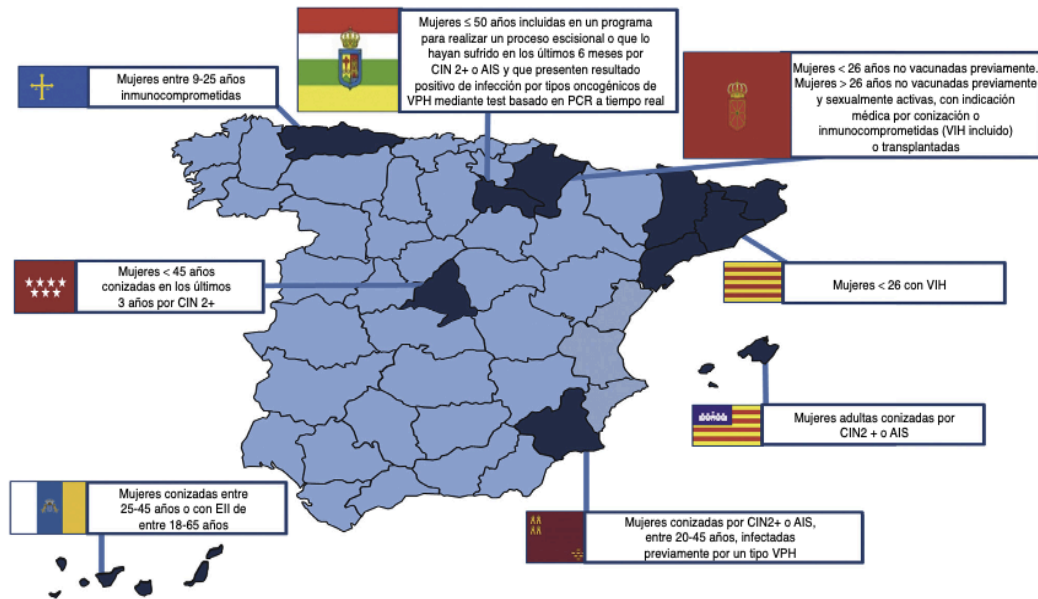 Mujeres ≤ 50 años incluidas en un programa
para realizar un proceso escisional o que lo
hayan sufrido en los últimos 6 meses por
CIN 2+ o AIS y que presenten resultado
positivo de infección por tipos oncogénicos de
VPH mediante test basado en PCR a tiempo real
Mujeres entre 9-25 años
inmunocomprometidas
Mujeres < 26 años no vacunadas previamente.
Mujeres > 26 años no vacunadas previamente
y sexualmente activas, con indicación
médica por conización o
inmunocomprometidas (VIH incluido)
o transplantadas
Mujeres < 45 años
conizadas en los últimos
3 años por CIN 2+
Mujeres < 26 con VIH
Mujeres adultas conizadas por
CIN2 + o AIS
Mujeres conizadas entre
25-45 años o con EII de
entre 18-65 años
Mujeres conizadas por CIN2+ o AIS,
entre 20-45 años, infectadas
previamente por un tipo VPH